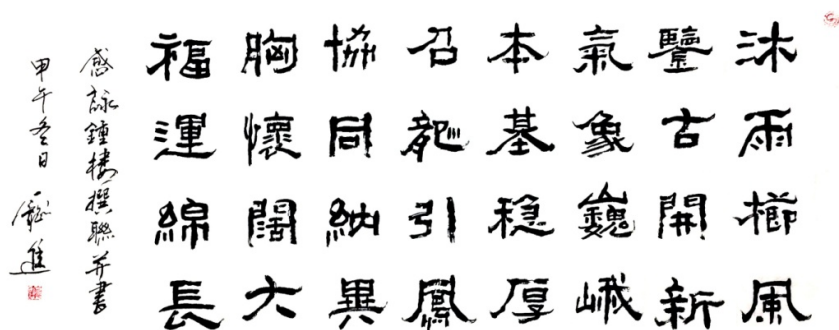 沐雨櫛風
鑒古開新
氣象巍峨
本基穩厚
召龍引鳳
協同納異
胸懷闊大
福運綿長
感詠鐘樓撰聯并書
甲午冬日